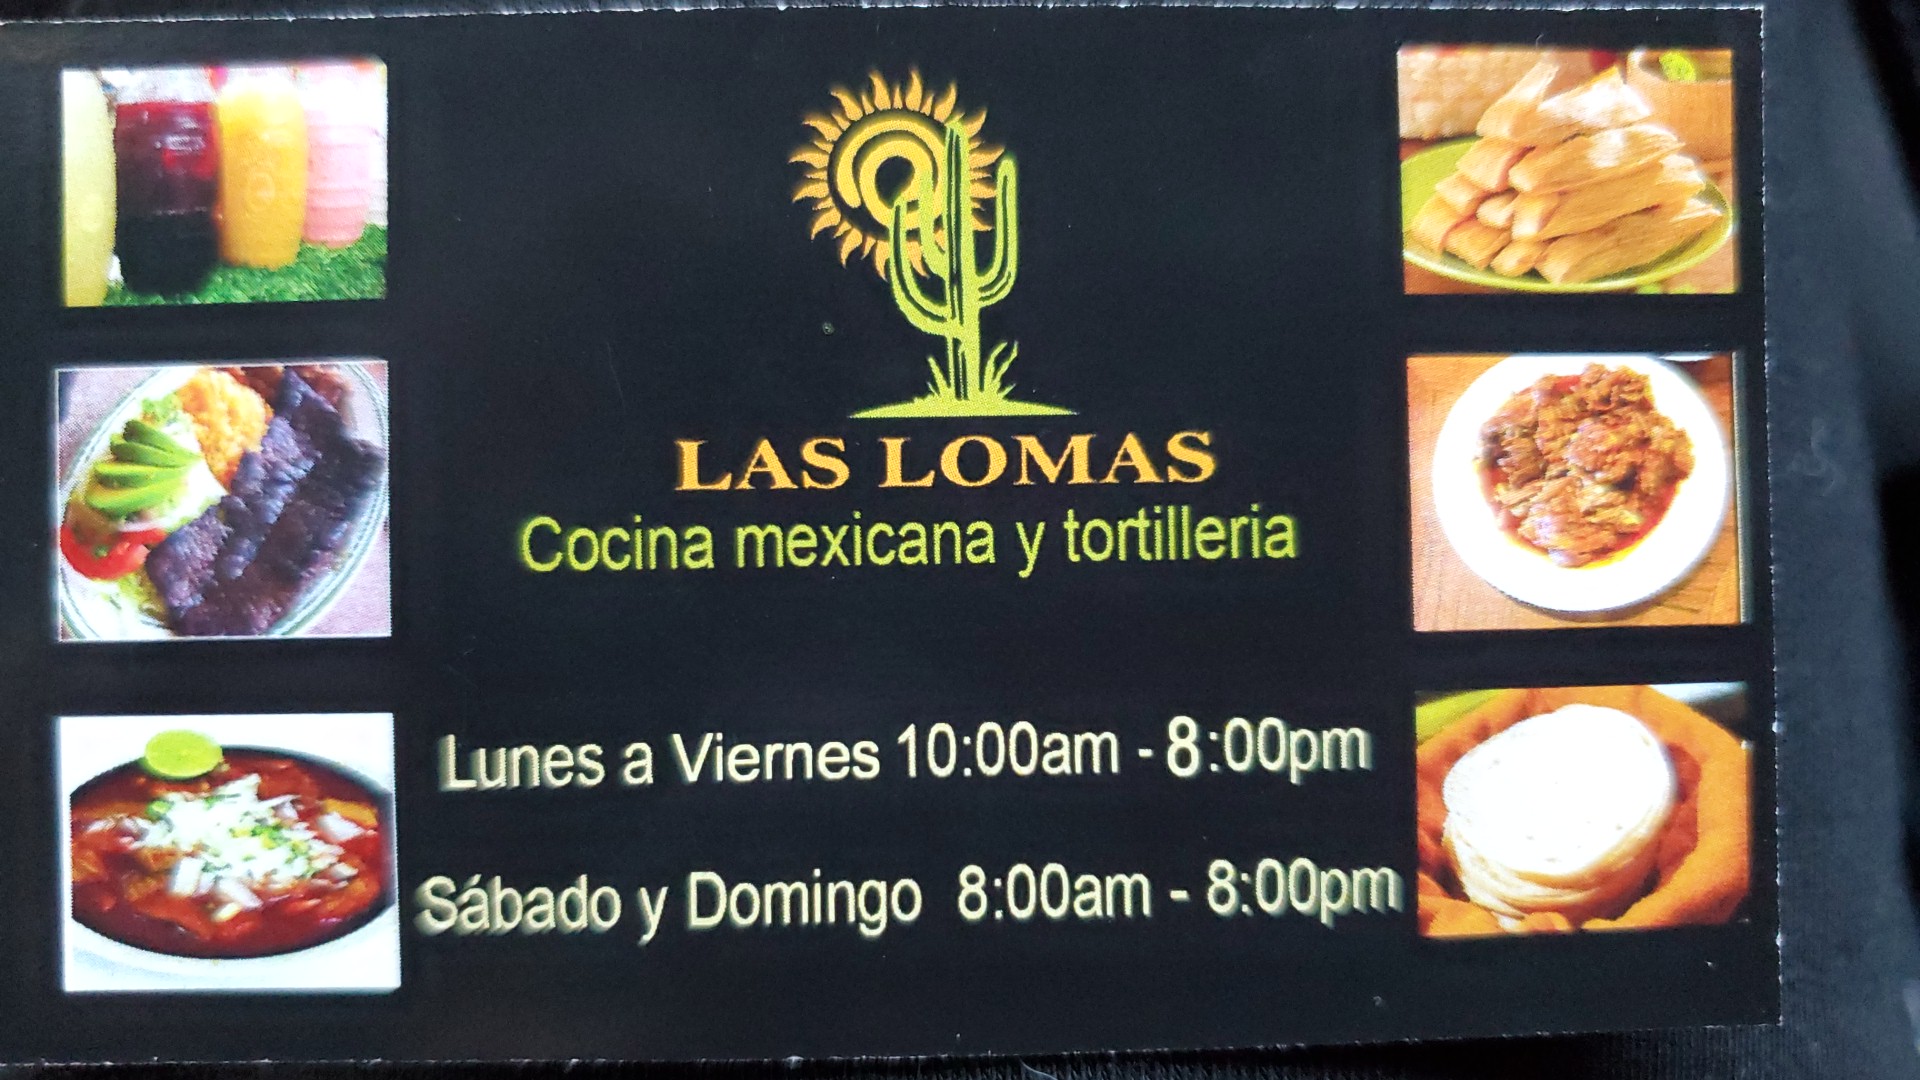 LAS LOMAS
Cocina mexicana y tortilleria
Lunes a Viernes 10:00am - 8:00pm
Sábado y Domingo 8:00am - 8:00pm